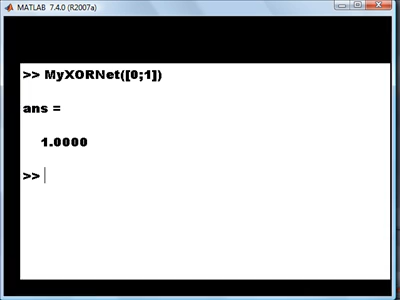 MATLAB 7.4.0 (R2007a)
>> MyXORNet([0;1])
ans =
1.0000
>>